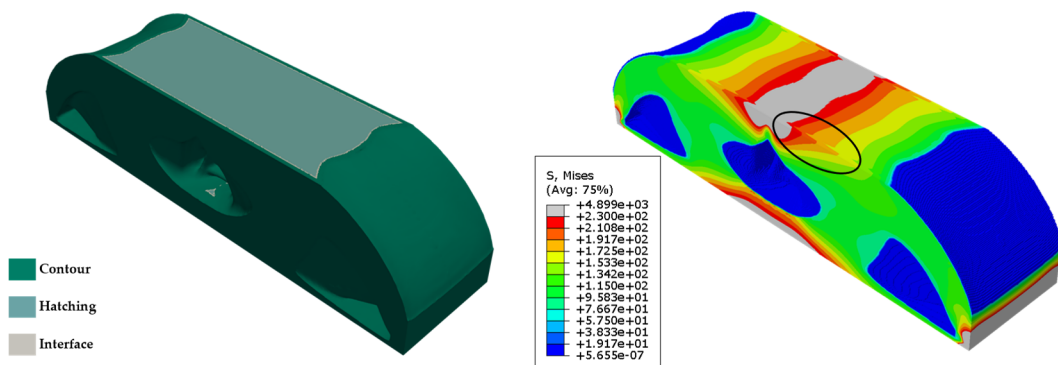 Contour
Hatching
Interface
S, Mises
(Avg: 75%)
+4.899e+03
+2.300e+02
+2.108e+02
+1.917e+02
+1.725e+02
+1.533e+02
+1.342e+02
+1.150e+02
+9.583e+01
+7.667e+01
+5.750e+01
+3.833e+01
+1.917e+01
+5.655e-07